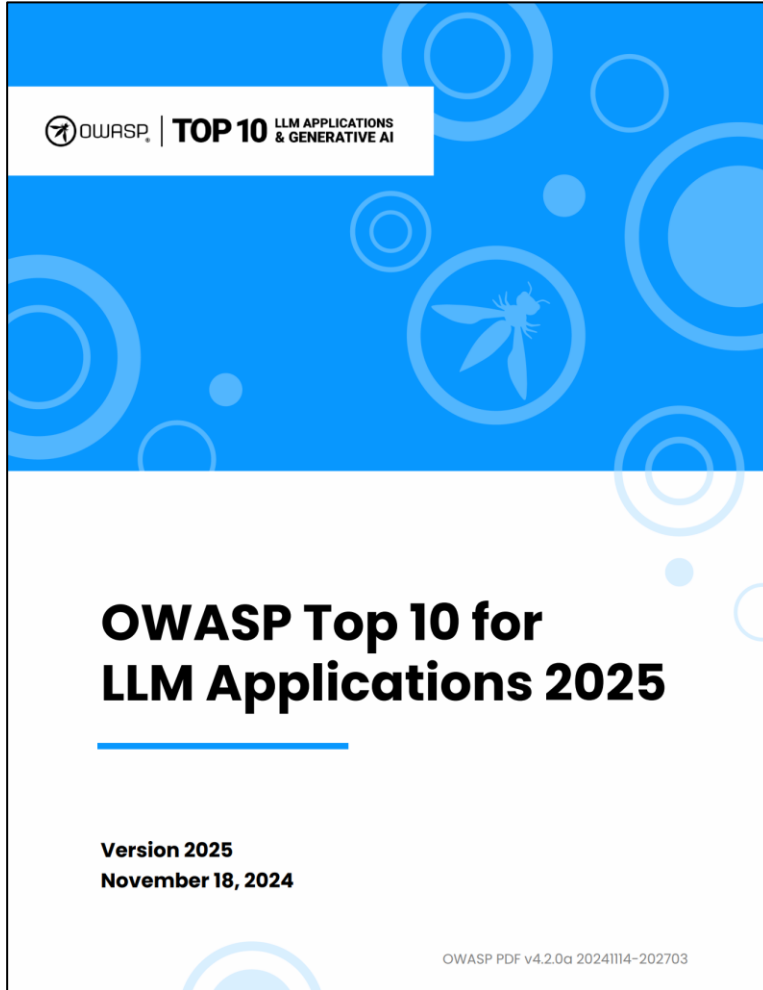 OWASP® | TOP 10 LLM APPLICATIONS
& GENERATIVE AI
OWASP Top 10 for
LLM Applications 2025
Version 2025
November 18, 2024
OWASP PDF v4.2.0a 20241114-202703